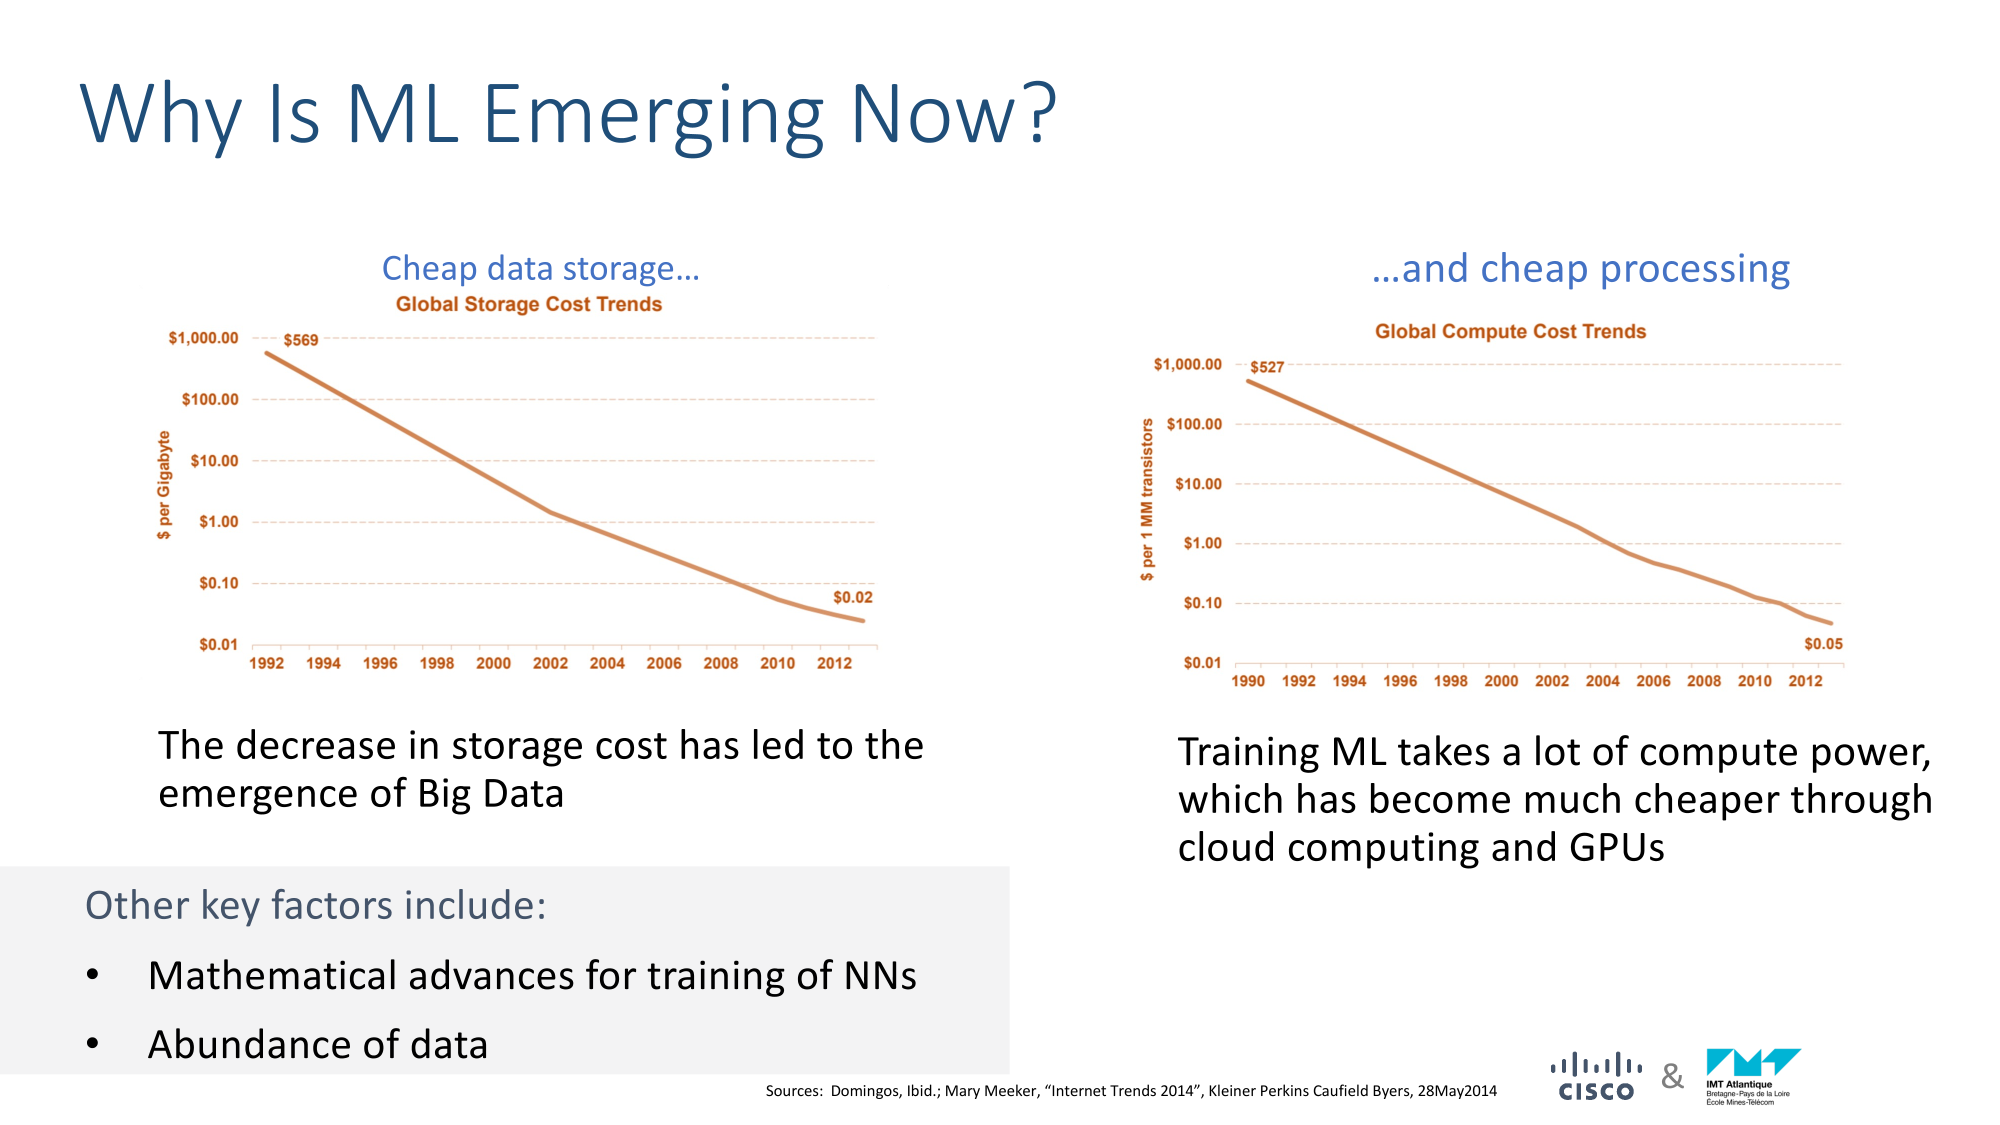 Why Is ML Emerging Now?
Cheap data storage...
Global Storage Cost Trends
$ per Gigabyte
$1,000.00
$100.00
$10.00
$1.00
$0.10
$0.01
$569
$0.02
1992 1994 1996 1998 2000 2002 2004 2006 2008 2010 2012
The decrease in storage cost has led to the
emergence of Big Data
...and cheap processing
Global Compute Cost Trends
$ per 1 MM transistors
$1,000.00
$100.00
$10.00
$1.00
$0.10
$0.01
$527
$0.05
1990 1992 1994 1996 1998 2000 2002 2004 2006 2008 2010 2012
Training ML takes a lot of compute power,
which has become much cheaper through
cloud computing and GPUs
Other key factors include:
• Mathematical advances for training of NNs
• Abundance of data
Sources: Domingos, Ibid.; Mary Meeker, “Internet Trends 2014”, Kleiner Perkins Caufield Byers, 28May2014
CISCO
&
IMT Atlantique
Bretagne-Pays de la Loire
École Mines-Télécom